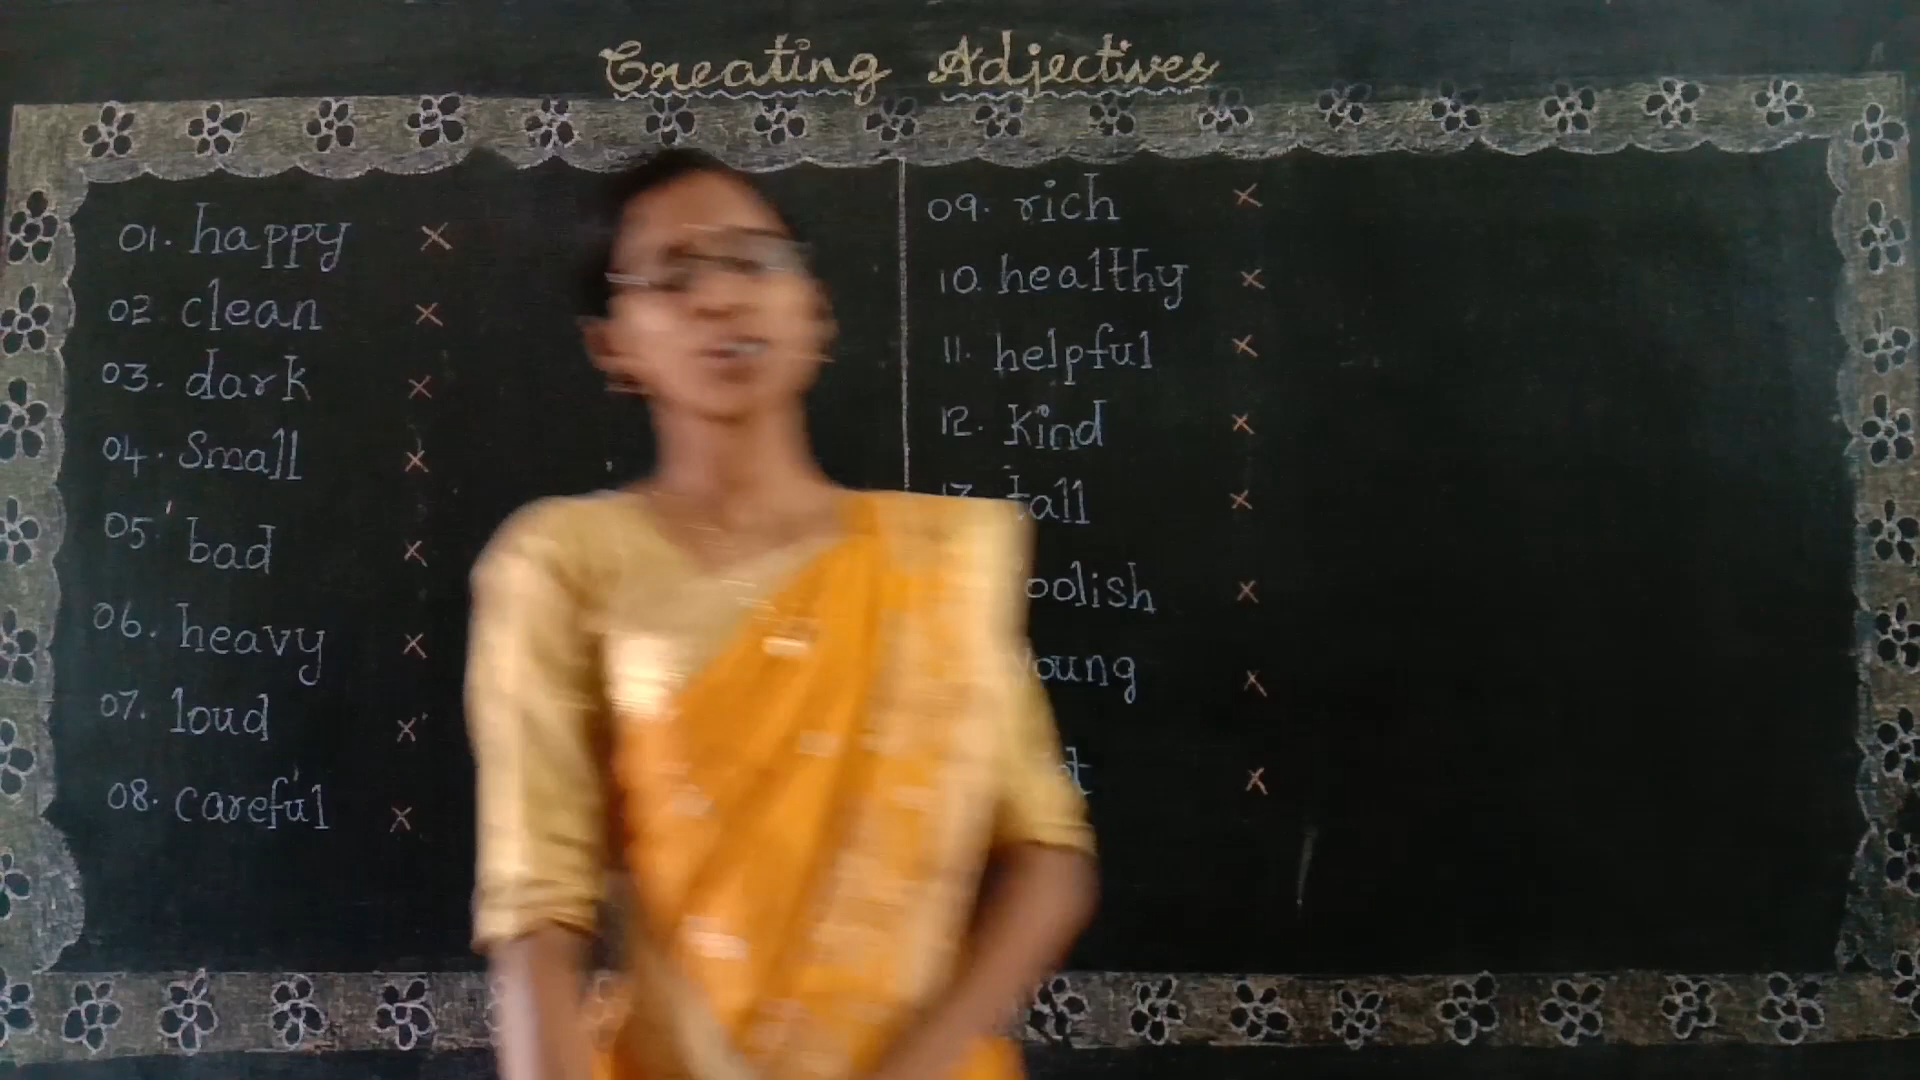 Creating Adjectives
01. happy ×
02. clean ×
03. dark ×
04. small ×
05. bad ×
06. heavy ×
07. loud ×
08. careful ×
09. rich ×
10. healthy ×
11. helpful ×
12. kind ×
tall ×
oolish ×
young ×
×